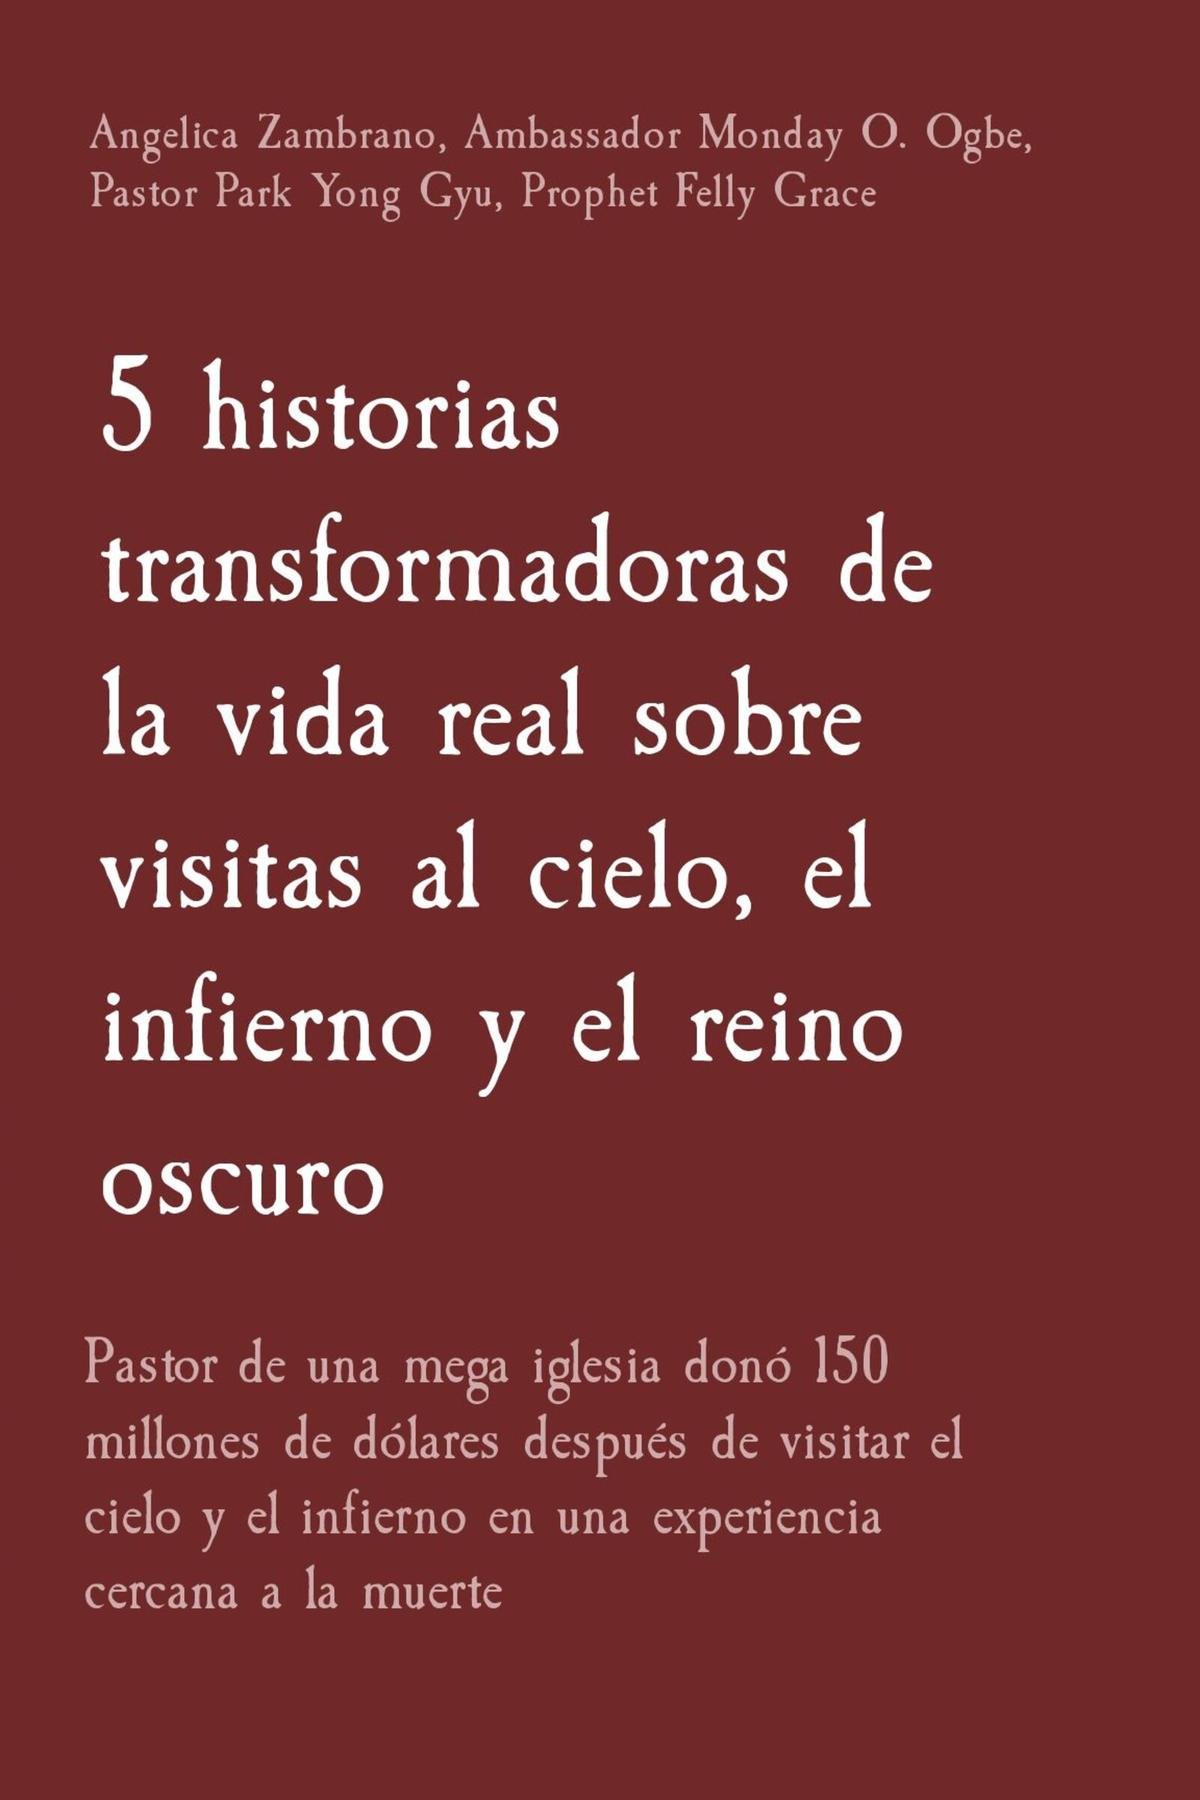 Angelica Zambrano, Ambassador Monday O. Ogbe,
Pastor Park Yong Gyu, Prophet Felly Grace
5 historias
transformadoras de
la vida real sobre
visitas al cielo, el
infierno y el reino
oscuro
Pastor de una mega iglesia donó 150
millones de dólares después de visitar el
cielo y el infierno en una experiencia
cercana a la muerte